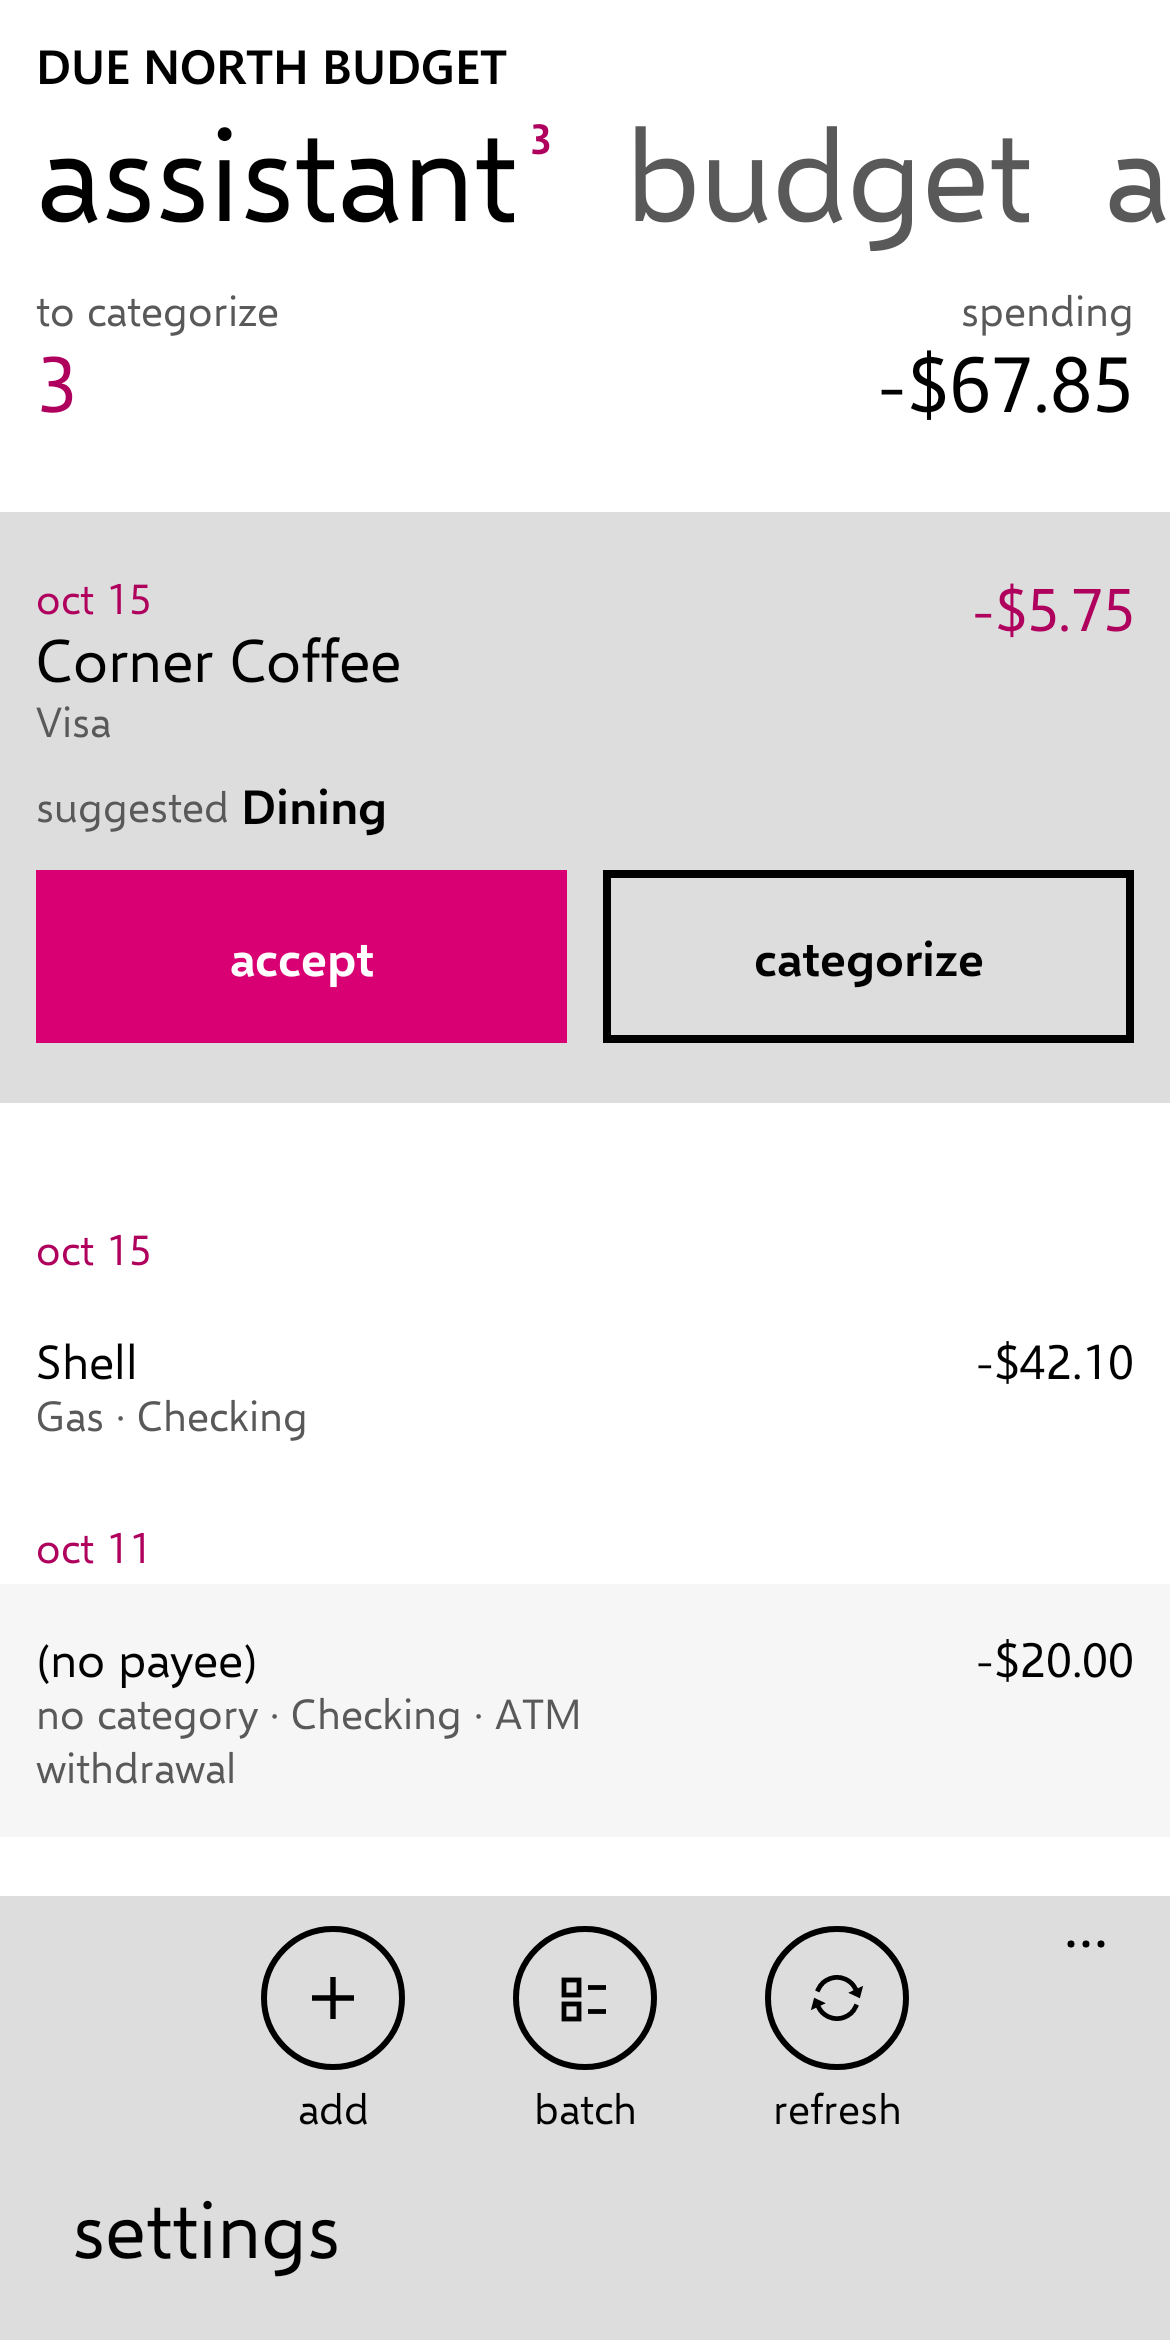 DUE NORTH BUDGET
assistant 3 budget a
to categorize spending
3 -$67.85
oct 15 -$5.75
Corner Coffee
Visa
suggested Dining
accept categorize
oct 15
Shell -$42.10
Gas · Checking
oct 11
(no payee) -$20.00
no category · Checking · ATM
withdrawal
...
add batch refresh
settings